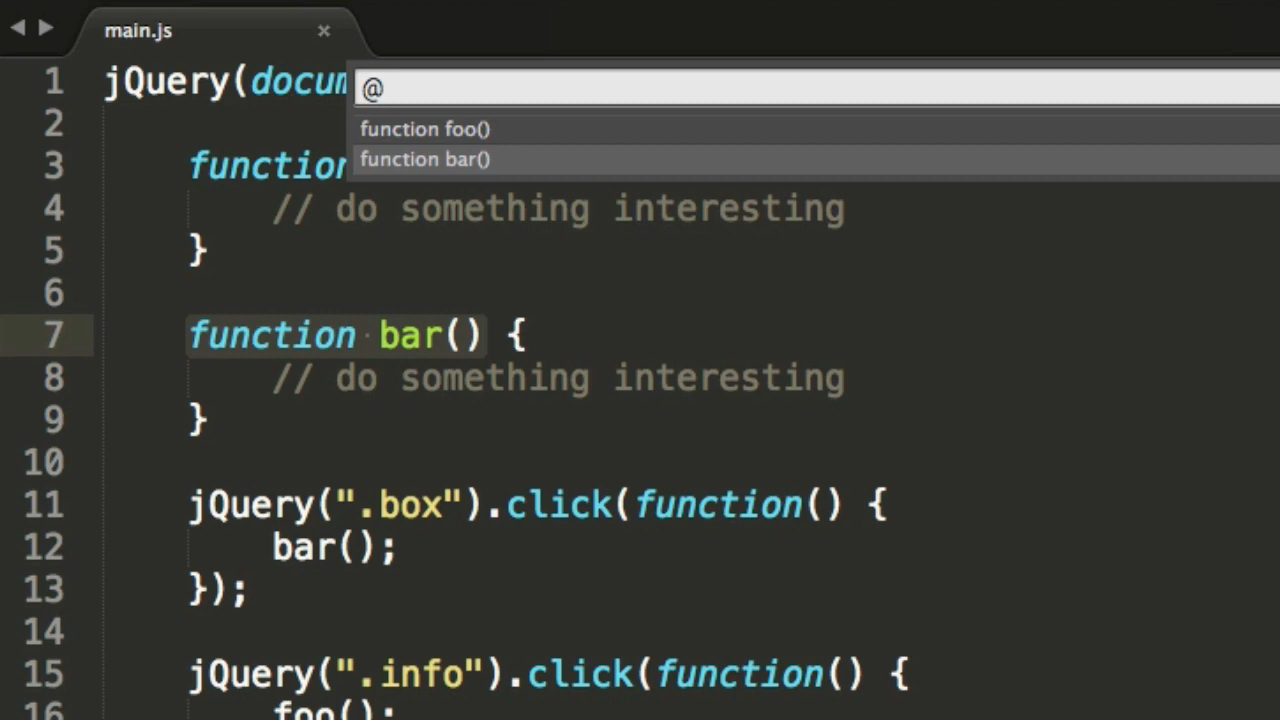 main.js ×
@
function foo()
function bar()
1 jQuery(docum
2
3 function
4 // do something interesting
5 }
6
7 function bar() {
8 // do something interesting
9 }
10
11 jQuery(".box").click(function() {
12 bar();
13 });
14
15 jQuery(".info").click(function() {
16 foo();